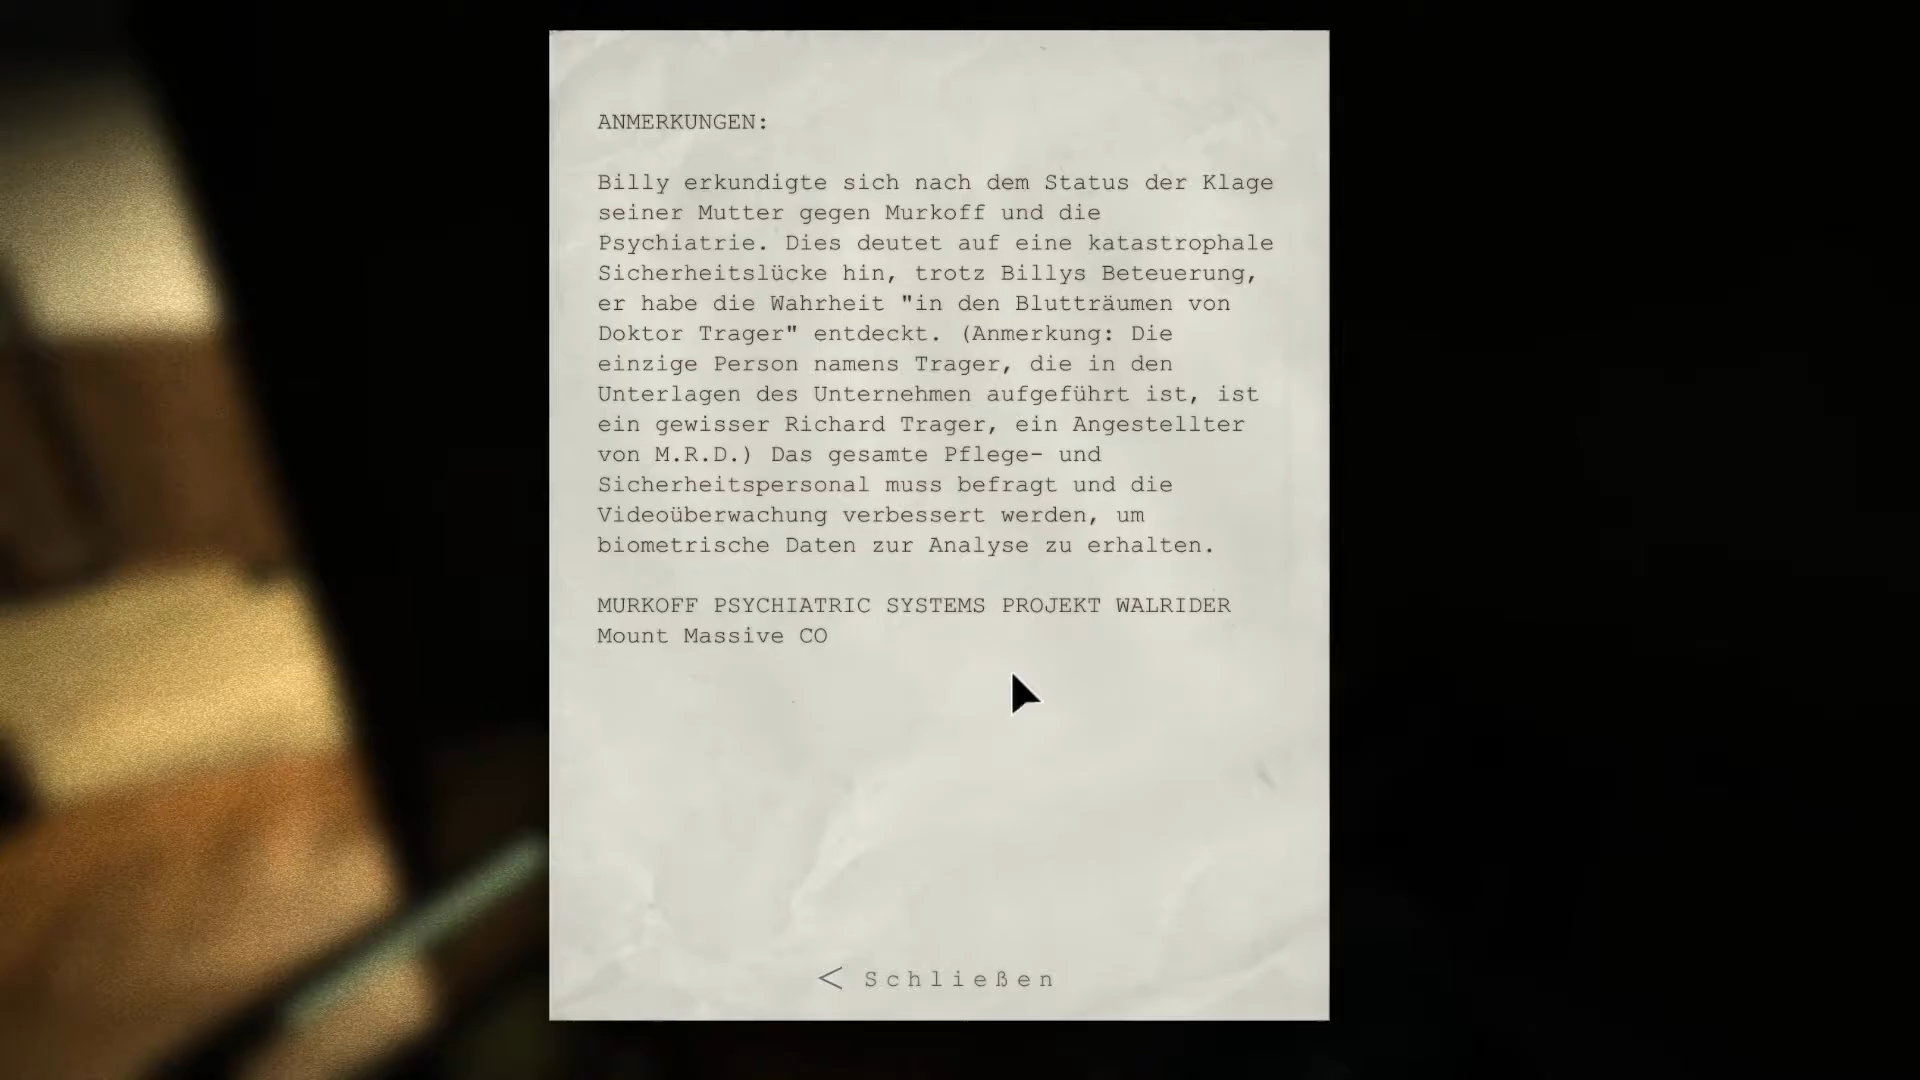 ANMERKUNGEN:
Billy erkundigte sich nach dem Status der Klage
seiner Mutter gegen Murkoff und die
Psychiatrie. Dies deutet auf eine katastrophale
Sicherheitslücke hin, trotz Billys Beteuerung,
er habe die Wahrheit "in den Blutträumen von
Doktor Trager" entdeckt. (Anmerkung: Die
einzige Person namens Trager, die in den
Unterlagen des Unternehmen aufgeführt ist, ist
ein gewisser Richard Trager, ein Angestellter
von M.R.D.) Das gesamte Pflege- und
Sicherheitspersonal muss befragt und die
Videoüberwachung verbessert werden, um
biometrische Daten zur Analyse zu erhalten.
MURKOFF PSYCHIATRIC SYSTEMS PROJEKT WALRIDER
Mount Massive CO
< Schließen